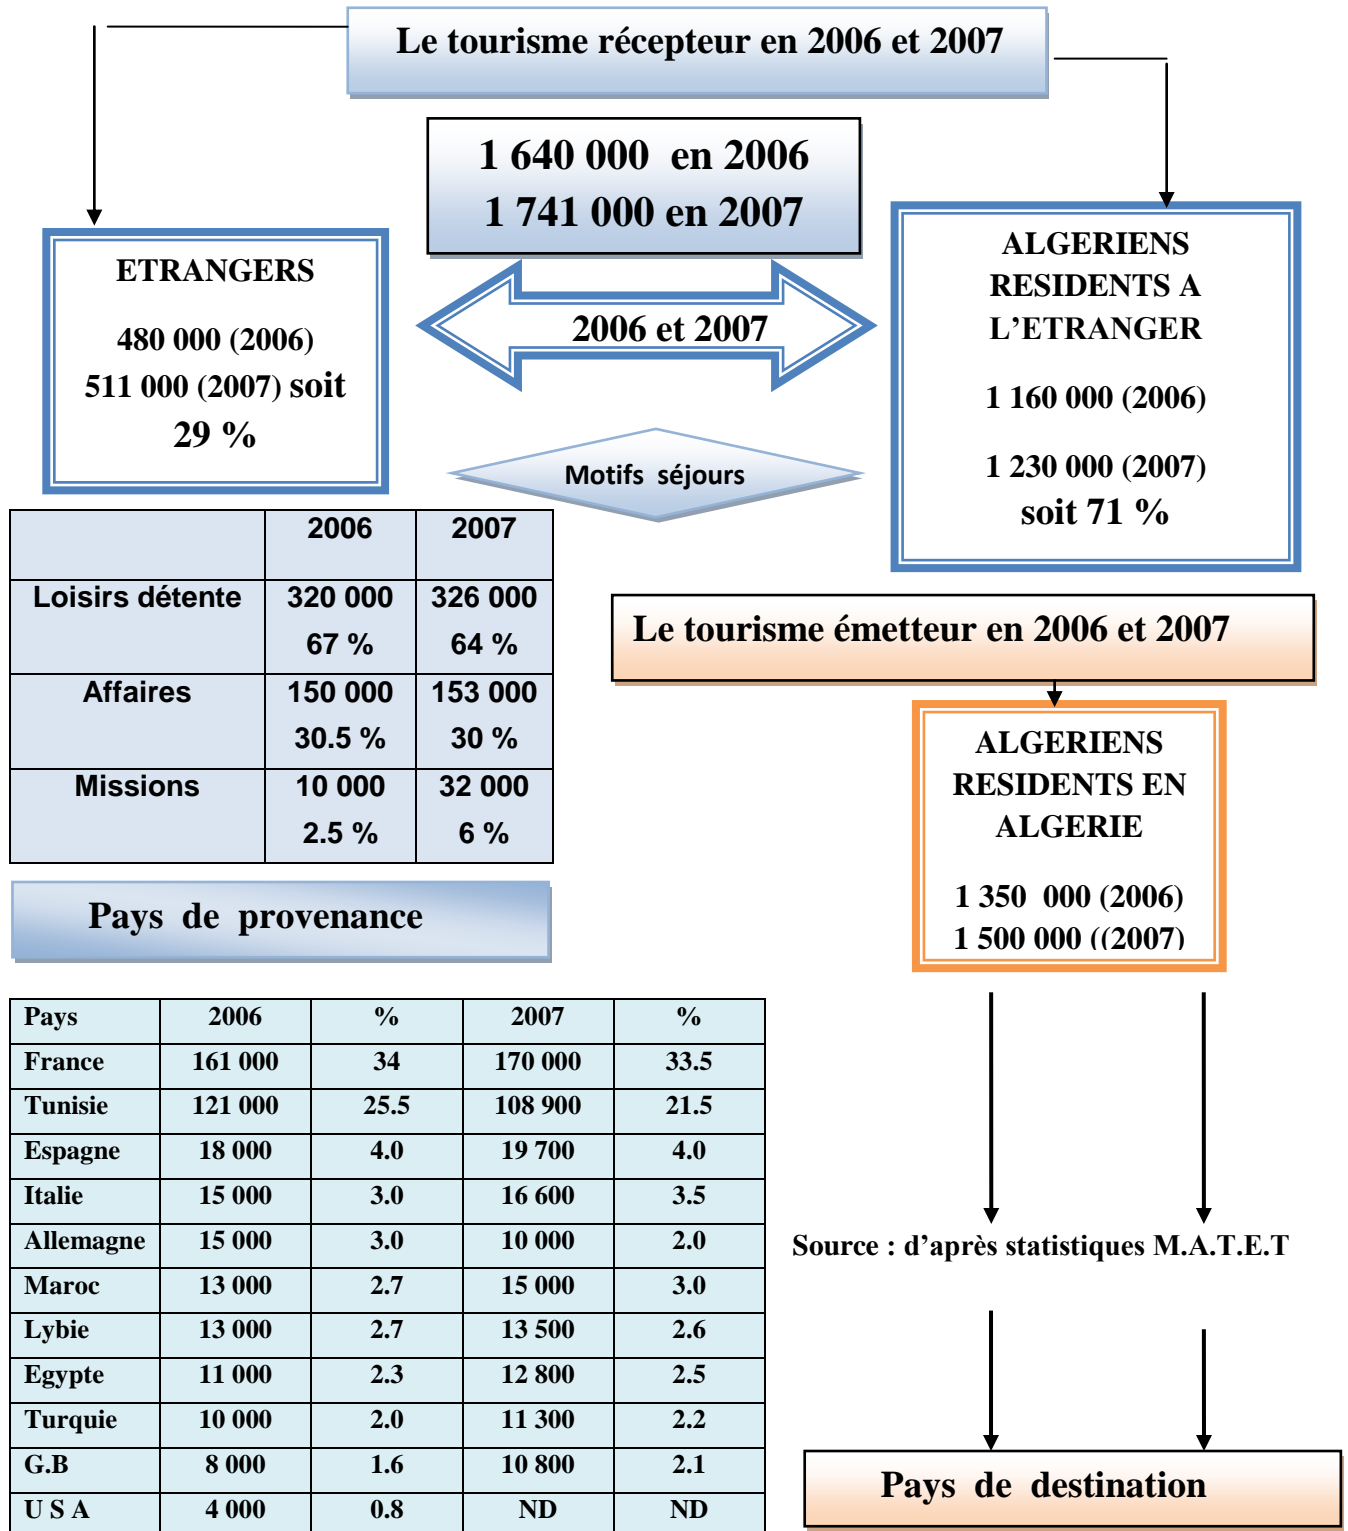 Le tourisme récepteur en 2006 et 2007
1 640 000 en 2006
1 741 000 en 2007
ETRANGERS
480 000 (2006)
511 000 (2007) soit
29 %
2006 et 2007
ALGERIENS
RESIDENTS A
L’ETRANGER
1 160 000 (2006)
1 230 000 (2007)
soit 71 %
Motifs séjours
2006 2007
Loisirs détente 320 000 326 000
67 % 64 %
Affaires 150 000 153 000
30.5 % 30 %
Missions 10 000 32 000
2.5 % 6 %
Le tourisme émetteur en 2006 et 2007
ALGERIENS
RESIDENTS EN
ALGERIE
1 350 000 (2006)
1 500 000 ((2007)
Pays de provenance
Pays 2006 % 2007 %
France 161 000 34 170 000 33.5
Tunisie 121 000 25.5 108 900 21.5
Espagne 18 000 4.0 19 700 4.0
Italie 15 000 3.0 16 600 3.5
Allemagne 15 000 3.0 10 000 2.0
Maroc 13 000 2.7 15 000 3.0
Lybie 13 000 2.7 13 500 2.6
Egypte 11 000 2.3 12 800 2.5
Turquie 10 000 2.0 11 300 2.2
G.B 8 000 1.6 10 800 2.1
U S A 4 000 0.8 ND ND
Source : d’après statistiques M.A.T.E.T
Pays de destination